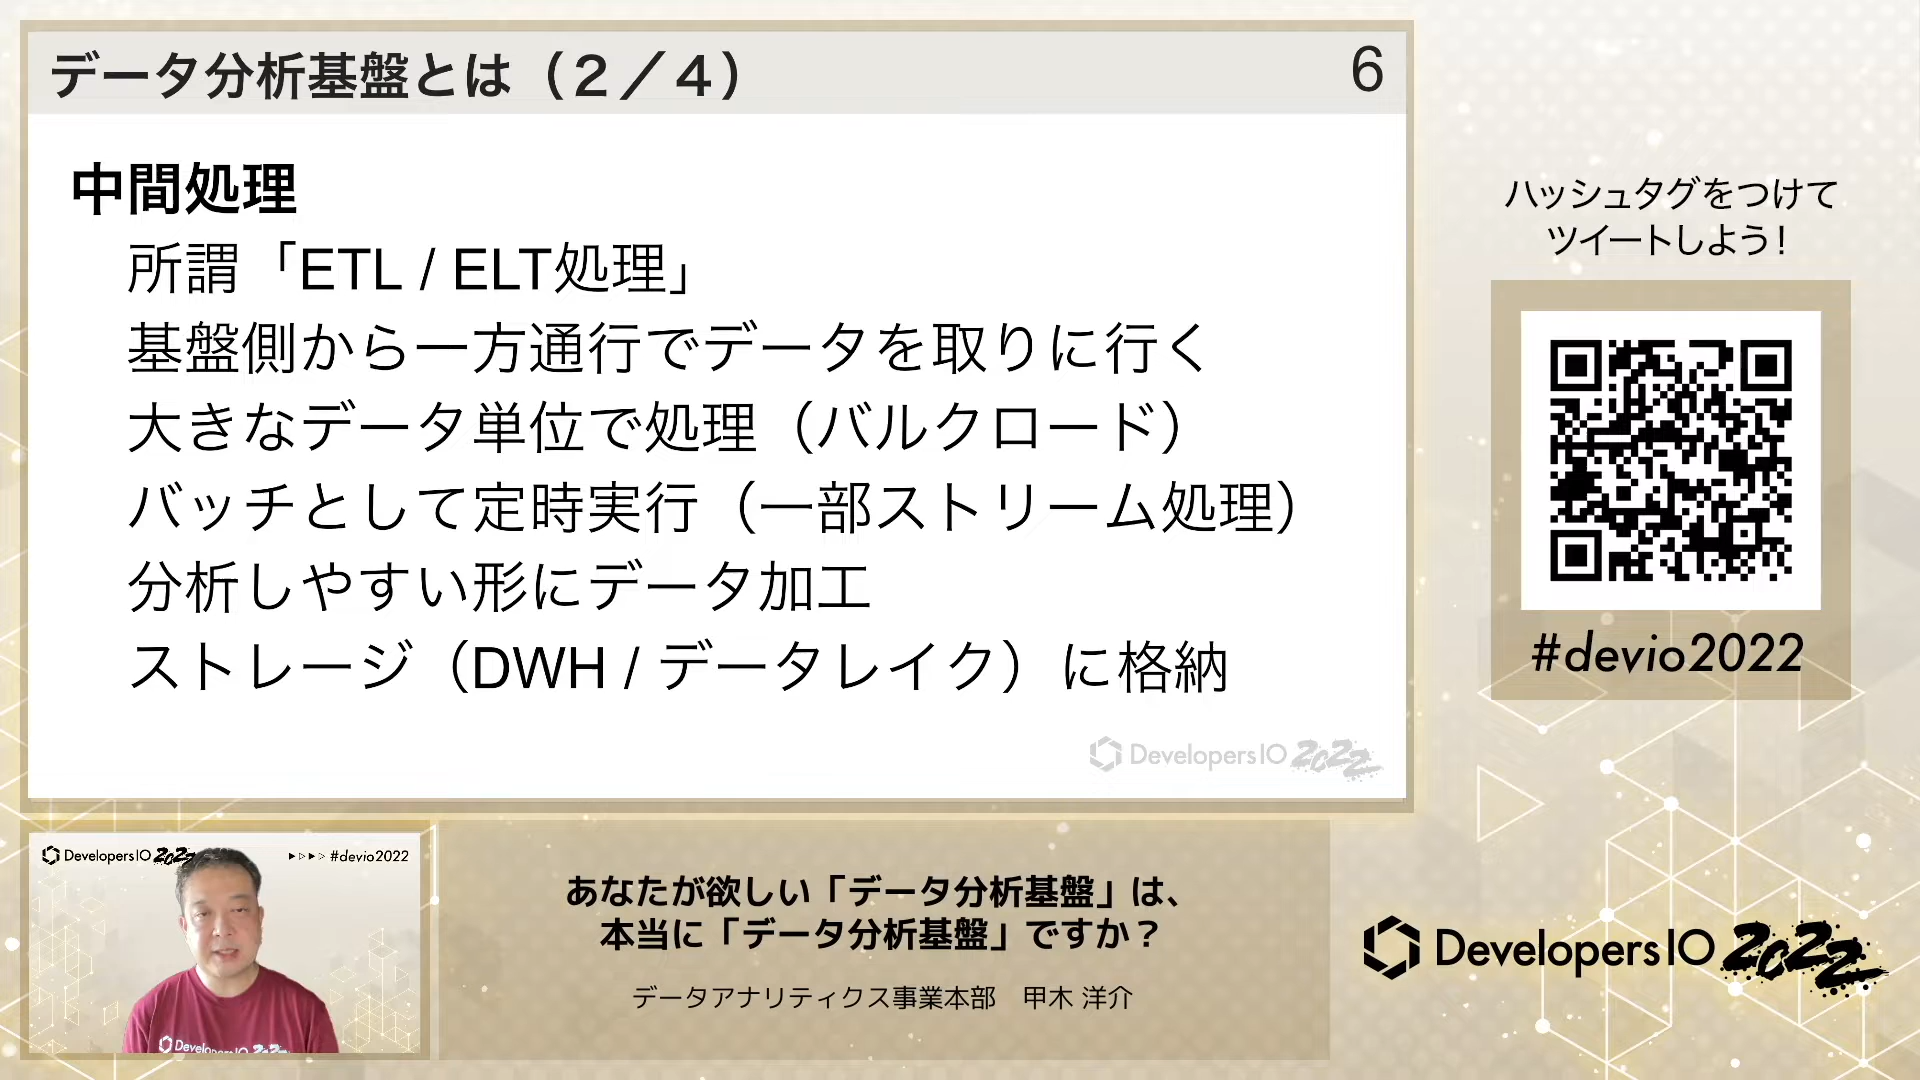 データ分析基盤とは（２／４）
6
中間処理
所謂「ETL / ELT処理」
基盤側から一方通行でデータを取りに行く
大きなデータ単位で処理（バルクロード）
バッチとして定時実行（一部ストリーム処理）
分析しやすい形にデータ加工
ストレージ（DWH / データレイク）に格納
DevelopersIO 2022
ハッシュタグをつけて
ツイートしよう！
#devio2022
DevelopersIO 2022
▶▷▶▷ #devio2022
DevelopersIO 2022
あなたが欲しい「データ分析基盤」は、
本当に「データ分析基盤」ですか？
データアナリティクス事業本部　甲木 洋介
DevelopersIO 2022